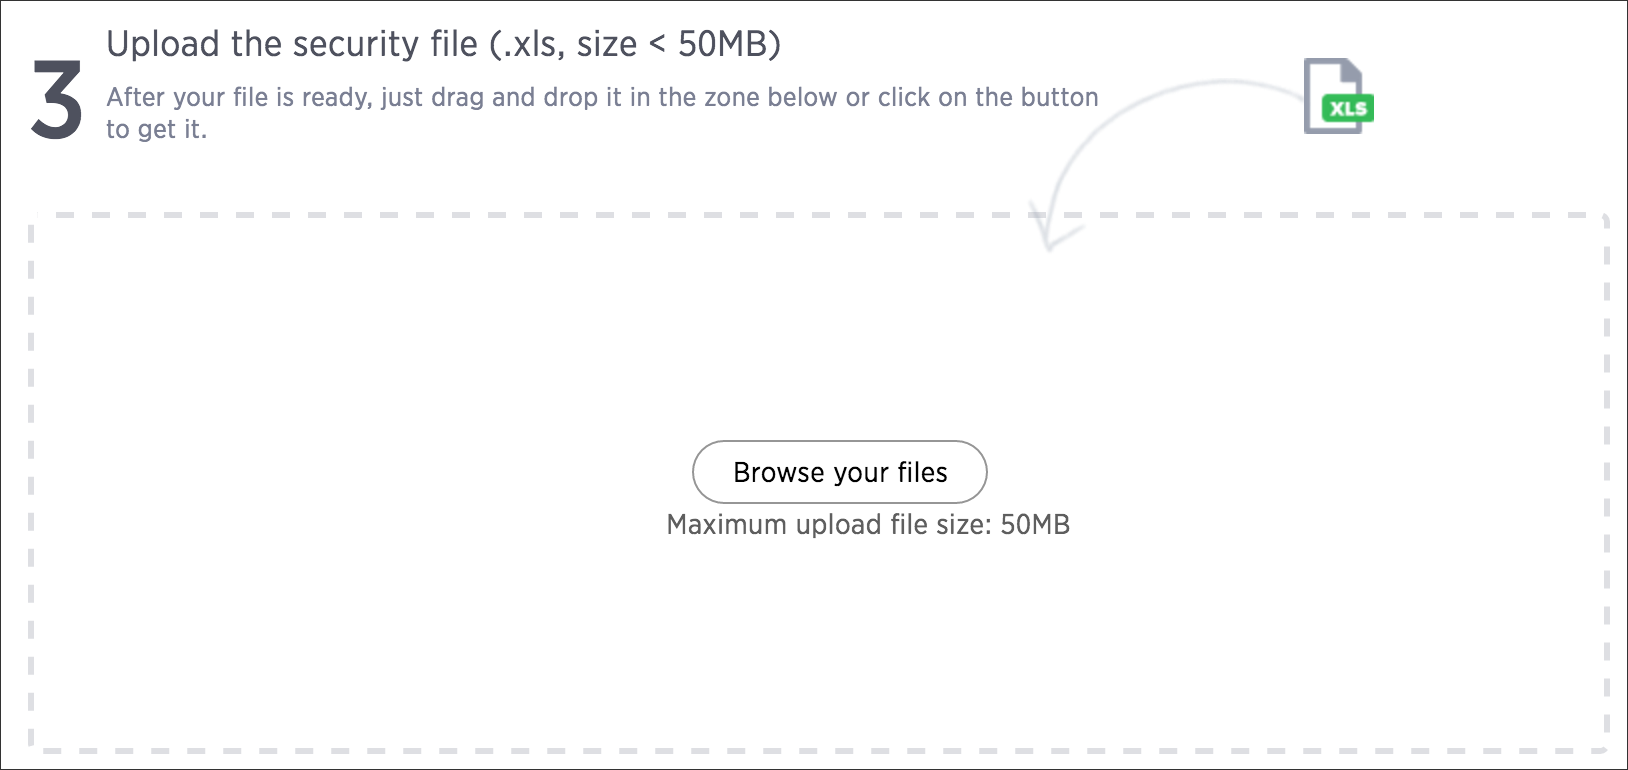 3
Upload the security file (.xls, size < 50MB)
After your file is ready, just drag and drop it in the zone below or click on the button
to get it.
XLS
Browse your files
Maximum upload file size: 50MB